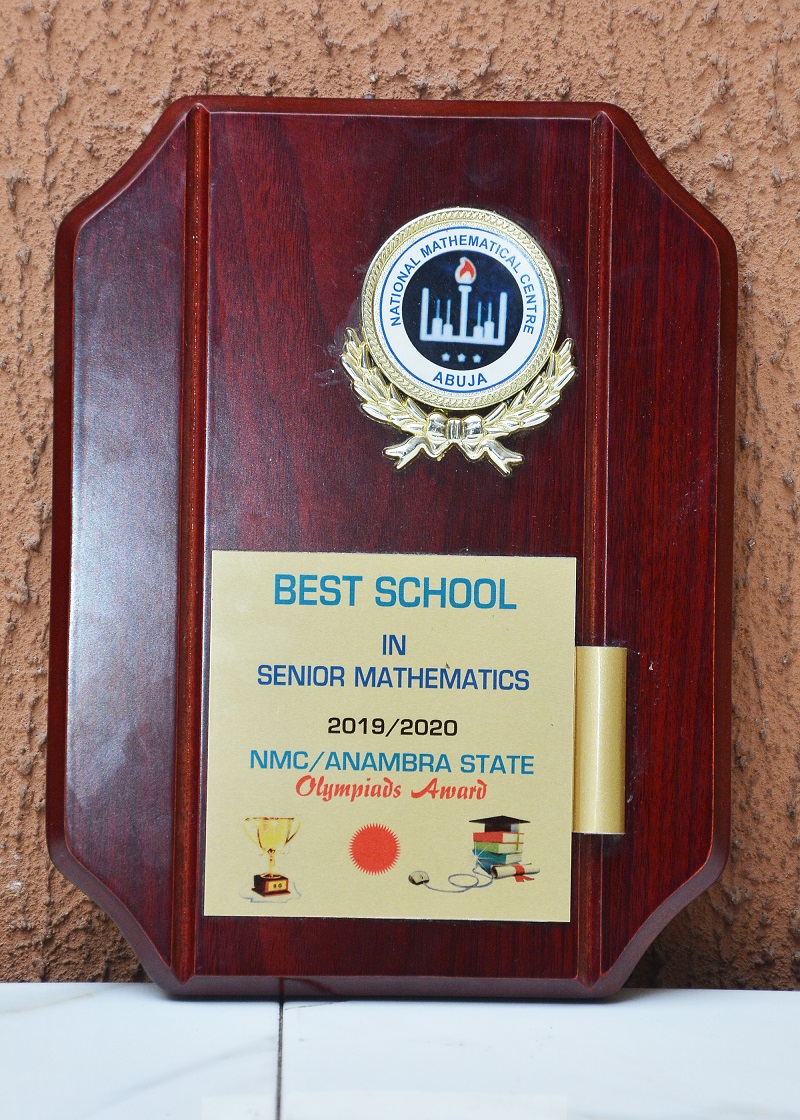 NATIONAL MATHEMATICAL CENTRE
ABUJA
BEST SCHOOL
IN
SENIOR MATHEMATICS
2019/2020
NMC/ANAMBRA STATE
Olympiads Award